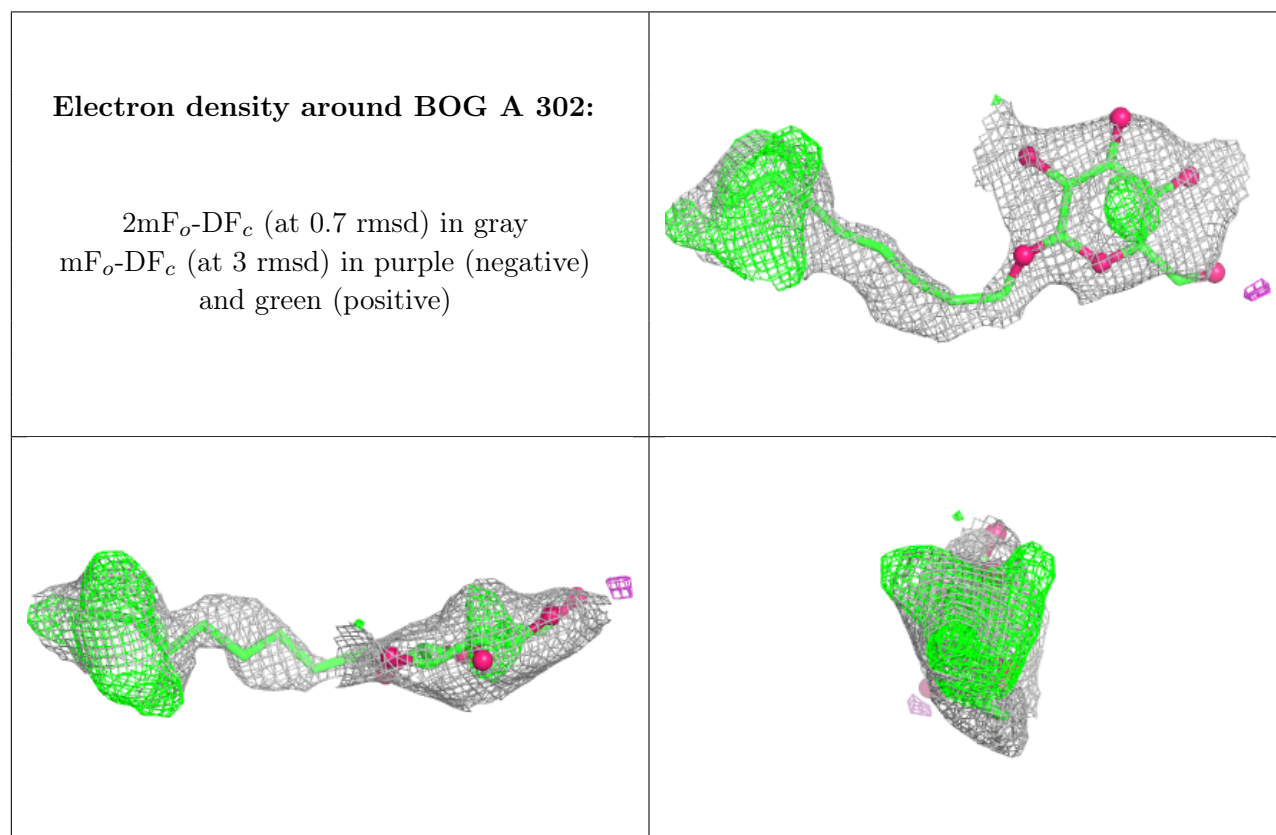 Electron density around BOG A 302:
2mFₒ-DF𝒸 (at 0.7 rmsd) in gray
mFₒ-DF𝒸 (at 3 rmsd) in purple (negative)
and green (positive)